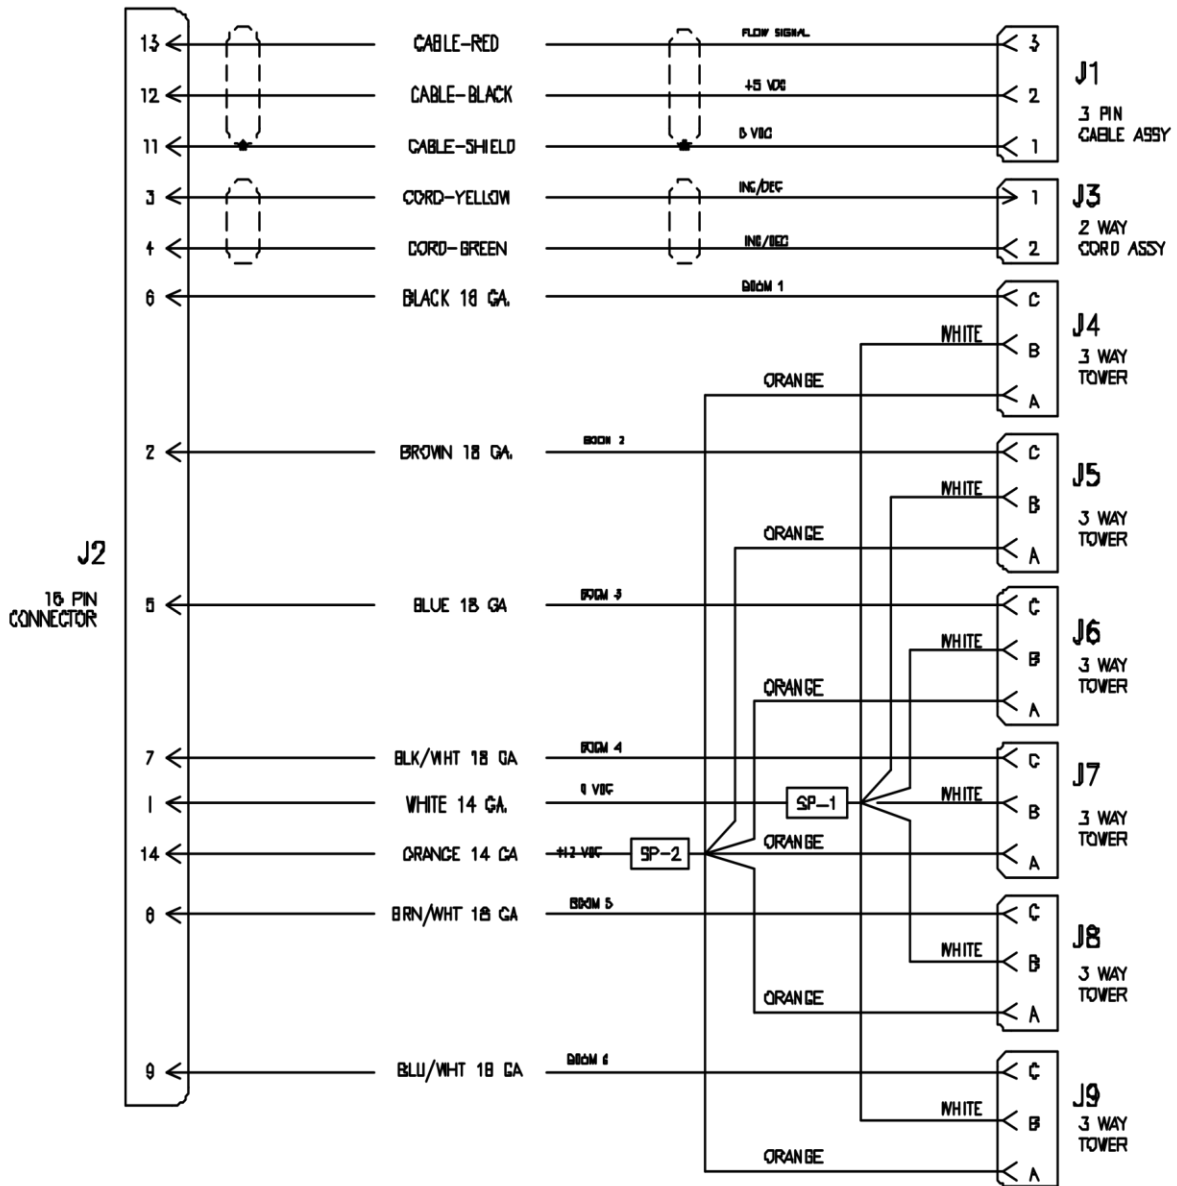 13 CABLE-RED FLOW SIGNAL 3
12 CABLE-BLACK +5 VDC 2
11 CABLE-SHIELD 1
J1
3 PIN
CABLE ASSY
3 CORD-YELLOW INC/DEC 1
4 CORD-GREEN INC/DEC 2
J3
2 WAY
CORD ASSY
6 BLACK 18 GA. BOOM 1 C
WHITE B
ORANGE A
J4
3 WAY
TOWER
2 BROWN 18 GA. BOOM 2 C
WHITE B
ORANGE A
J5
3 WAY
TOWER
J2
16 PIN
CONNECTOR
5 BLUE 18 GA BOOM 3 C
WHITE B
ORANGE A
J6
3 WAY
TOWER
7 BLK/WHT 18 GA BOOM 4 C
1 WHITE 14 GA. VDC SP-1 WHITE B
14 ORANGE 14 GA +12 VDC SP-2 ORANGE A
J7
3 WAY
TOWER
8 BRN/WHT 18 GA BOOM 5 C
WHITE B
ORANGE A
J8
3 WAY
TOWER
9 BLU/WHT 18 GA BOOM 6 C
WHITE B
ORANGE A
J9
3 WAY
TOWER